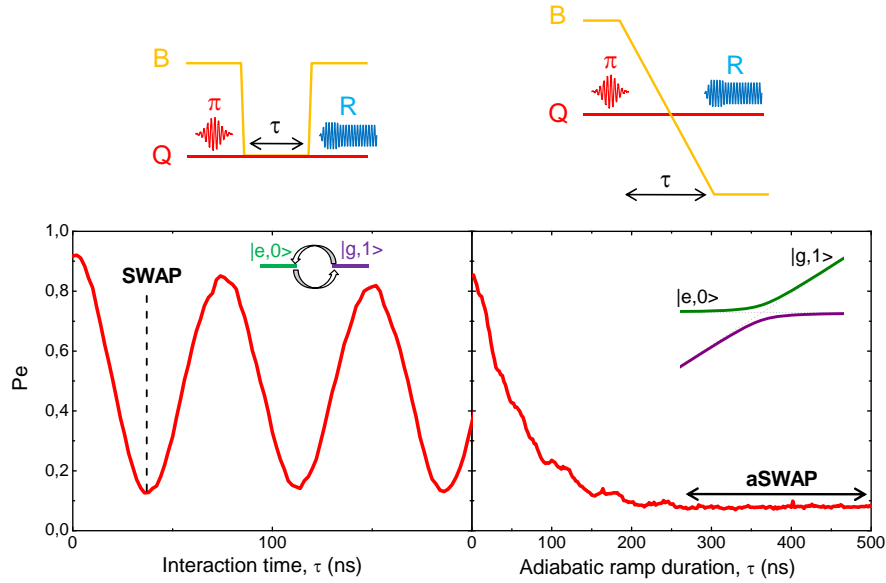 B
π
R
τ
Q
B
R
Q
π
τ
1,0
0,8
0,6
0,4
0,2
0,0
Pe
|e,0>
|g,1>
SWAP
0
100
Interaction time, τ (ns)
|g,1>
|e,0>
aSWAP
0
100
200
300
400
500
Adiabatic ramp duration, τ (ns)